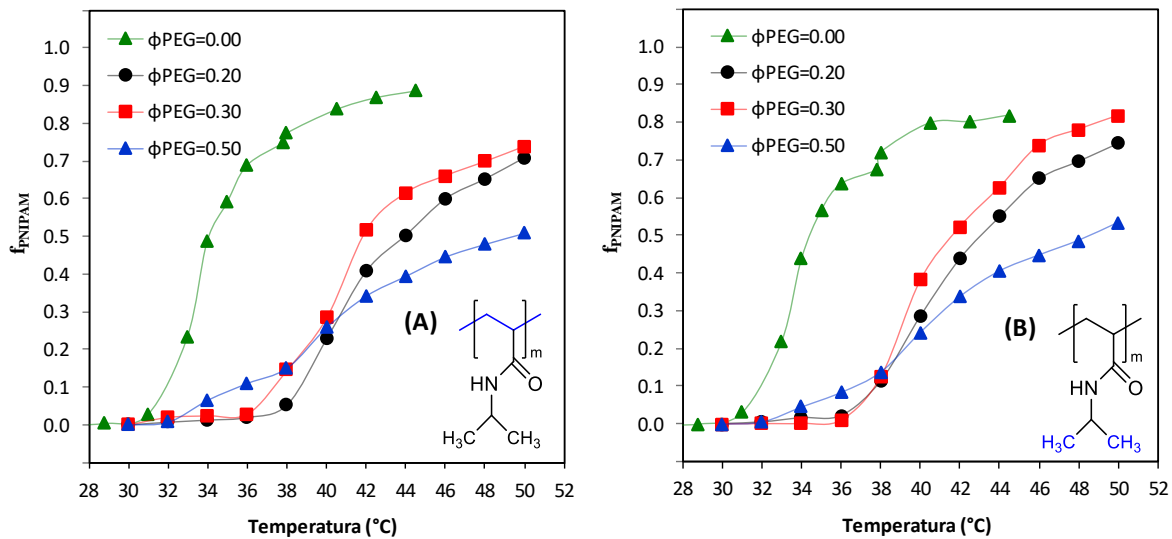 1.0
0.9
0.8
0.7
0.6
0.5
0.4
0.3
0.2
0.1
0.0
fPNIPAM
ϕPEG=0.00
ϕPEG=0.20
ϕPEG=0.30
ϕPEG=0.50
(A)
m
HN
O
H3C
CH3
28 30 32 34 36 38 40 42 44 46 48 50 52
Temperatura (°C)
1.0
0.9
0.8
0.7
0.6
0.5
0.4
0.3
0.2
0.1
0.0
fPNIPAM
ϕPEG=0.00
ϕPEG=0.20
ϕPEG=0.30
ϕPEG=0.50
(B)
m
HN
O
H3C
CH3
28 30 32 34 36 38 40 42 44 46 48 50 52
Temperatura (°C)